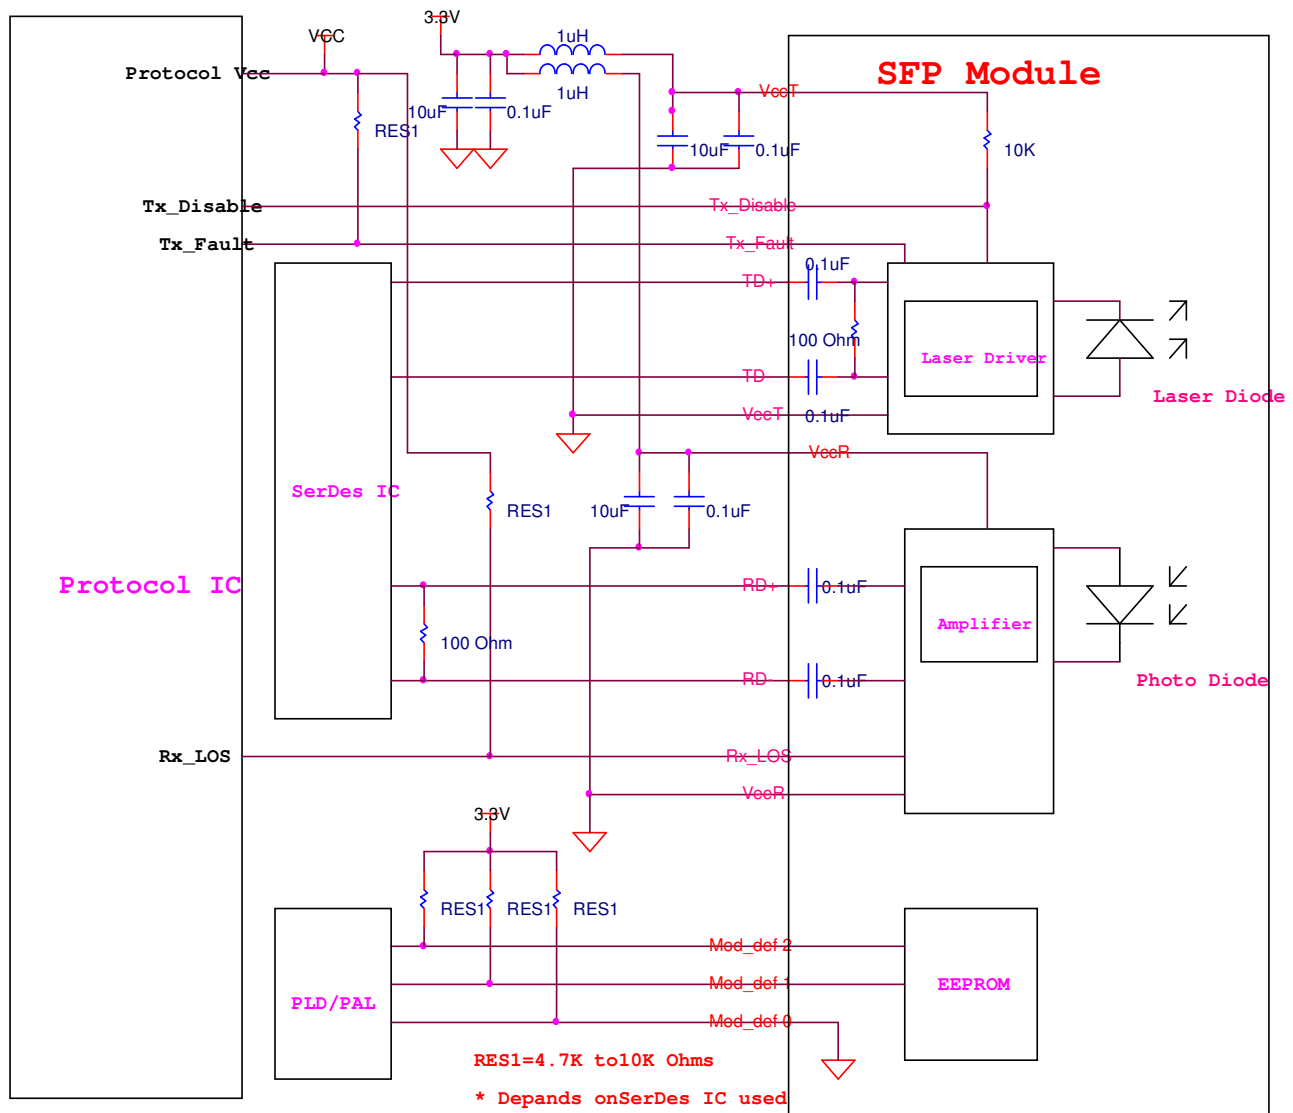 3.3V
VCC
1uH
Protocol Vcc
SFP Module
1uH
VccT
10uF
0.1uF
RES1
10uF
0.1uF
10K
Tx_Disable
Tx_Disable
Tx_Fault
Tx_Fault
0.1uF
TD+
100 Ohm
Laser Driver
TD-
Laser Diode
VccT
0.1uF
VccR
SerDes IC
RES1
10uF
0.1uF
Protocol IC
RD+
0.1uF
100 Ohm
Amplifier
RD-
0.1uF
Photo Diode
Rx_LOS
Rx_LOS
VccR
3.3V
RES1
RES1
RES1
Mod_def 2
Mod_def 1
EEPROM
PLD/PAL
Mod_def 0
RES1=4.7K to10K Ohms
* Depands onSerDes IC used